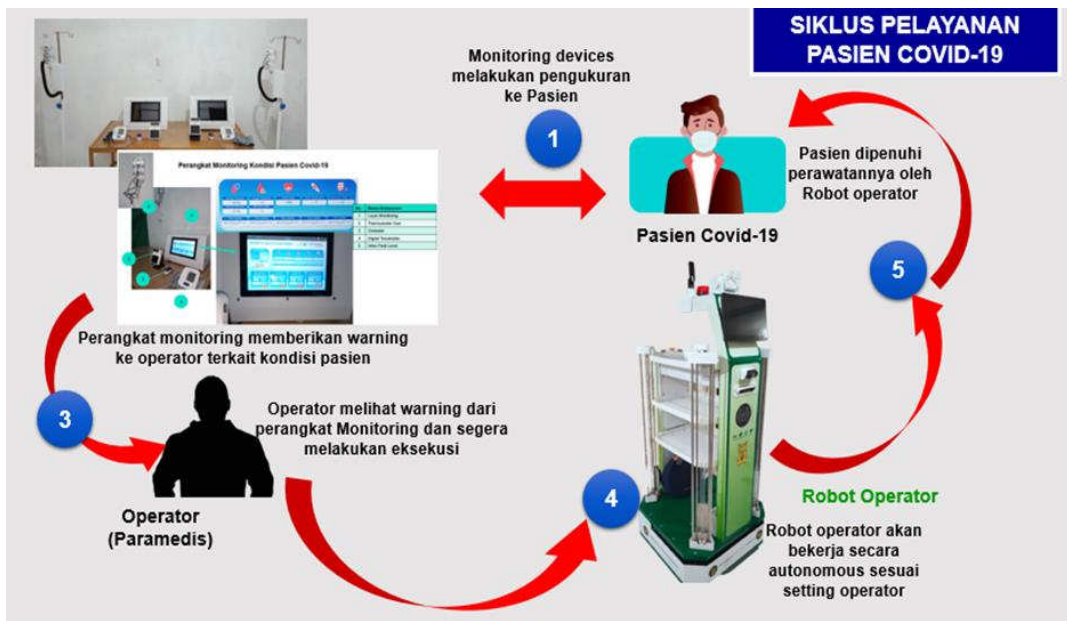 SIKLUS PELAYANAN
PASIEN COVID-19
Monitoring devices
melakukan pengukuran
ke Pasien
1
Pasien Covid-19
Pasien dipenuhi
perawatannya oleh
Robot operator
5
Perangkat Monitoring Kondisi Pasien Covid-19
Perangkat monitoring memberikan warning
ke operator terkait kondisi pasien
3
Operator melihat warning dari
perangkat Monitoring dan segera
melakukan eksekusi
Operator
(Paramedis)
4
Robot Operator
Robot operator akan
bekerja secara
autonomous sesuai
setting operator